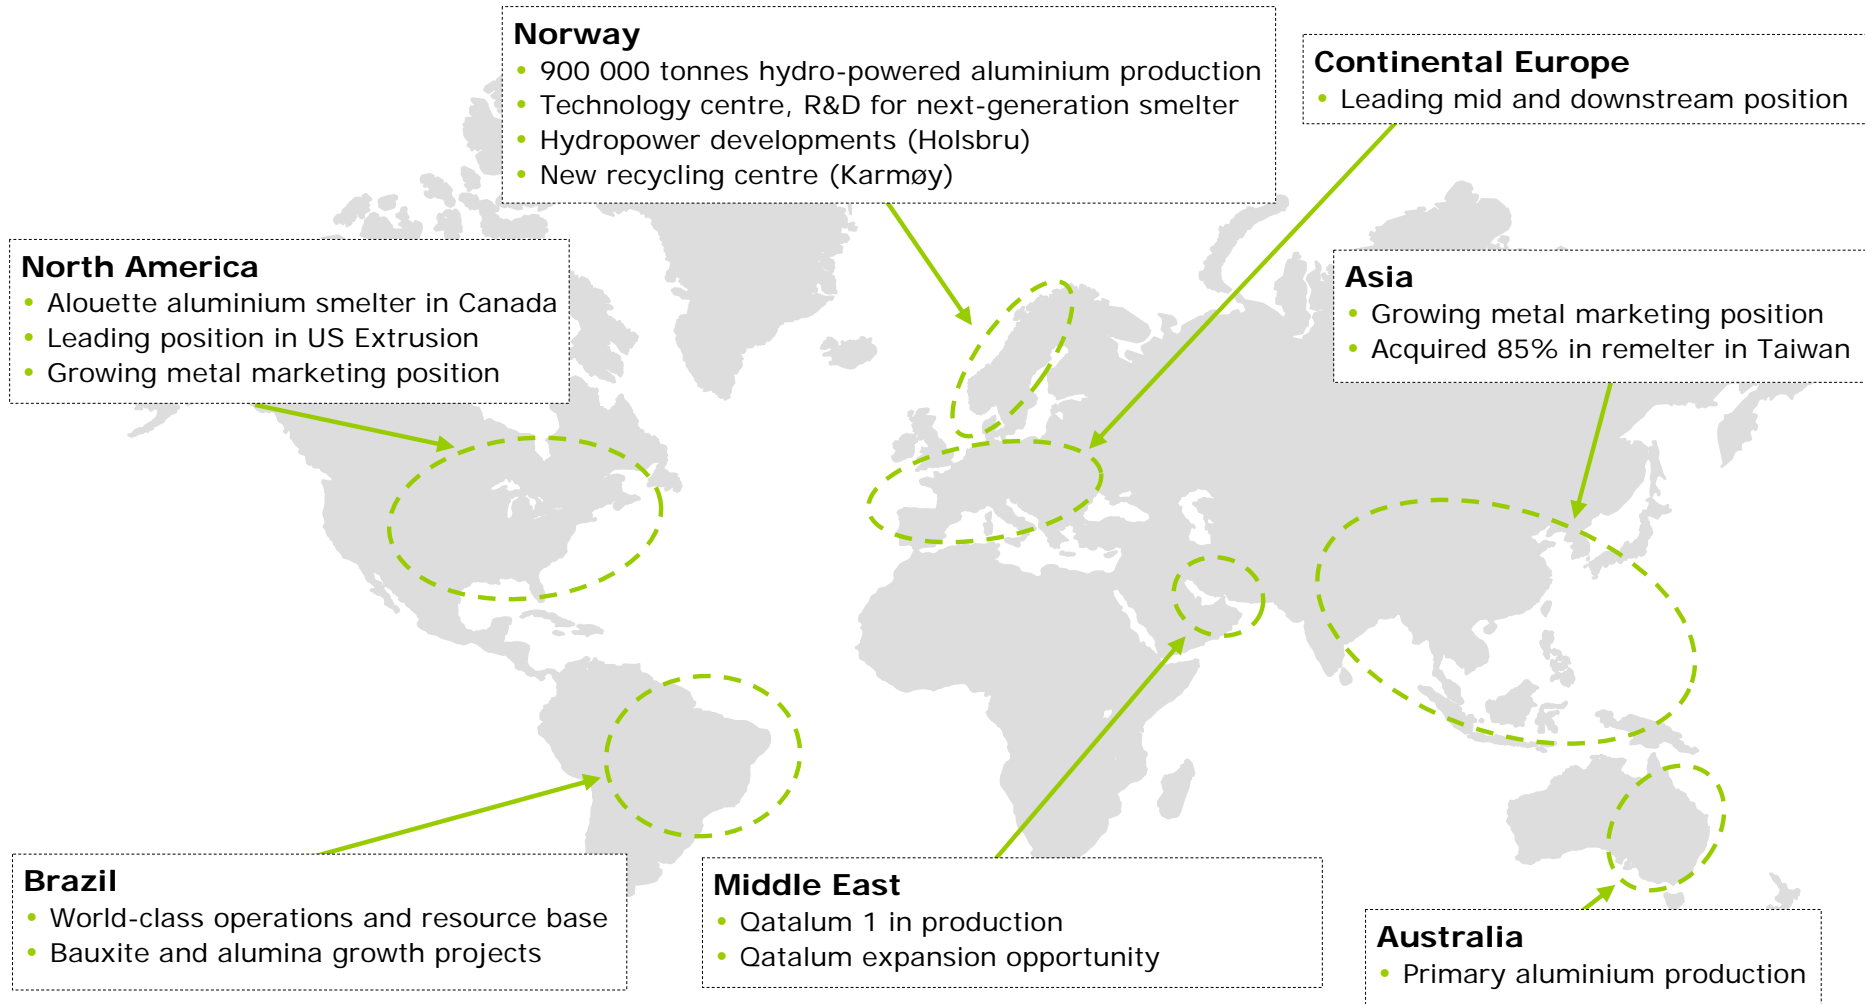 Norway
• 900 000 tonnes hydro-powered aluminium production
• Technology centre, R&D for next-generation smelter
• Hydropower developments (Holsbru)
• New recycling centre (Karmøy)
Continental Europe
• Leading mid and downstream position
North America
• Alouette aluminium smelter in Canada
• Leading position in US Extrusion
• Growing metal marketing position
Asia
• Growing metal marketing position
• Acquired 85% in remelter in Taiwan
Brazil
• World-class operations and resource base
• Bauxite and alumina growth projects
Middle East
• Qatalum 1 in production
• Qatalum expansion opportunity
Australia
• Primary aluminium production